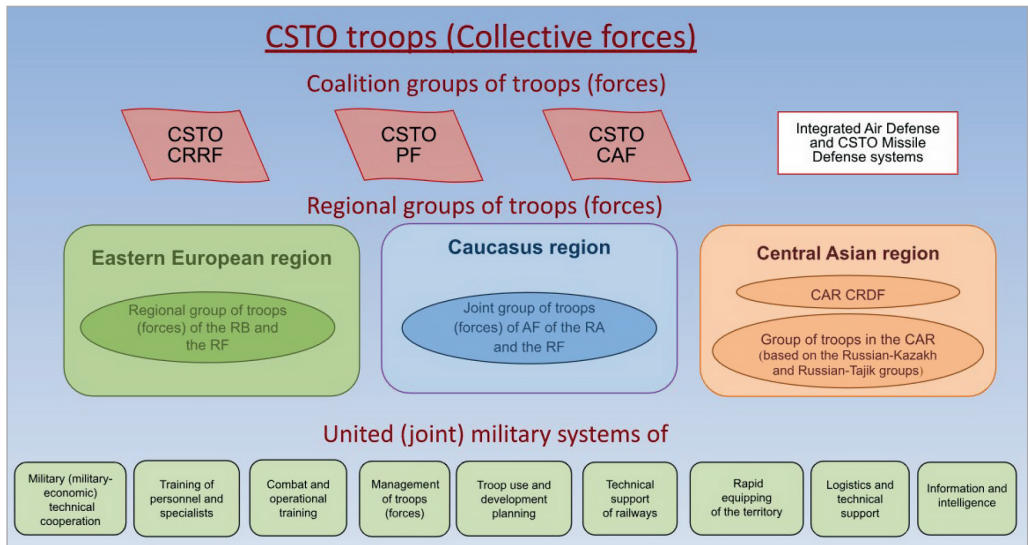 CSTO troops (Collective forces)
Coalition groups of troops (forces)
CSTO
CRRF
CSTO
PF
CSTO
CAF
Integrated Air Defense
and CSTO Missile
Defense systems
Regional groups of troops (forces)
Eastern European region
Regional group of troops
(forces) of the RB and
the RF
Caucasus region
Joint group of troops
(forces) of AF of the RA
and the RF
Central Asian region
CAR CRDF
Group of troops in the CAR
(based on the Russian-Kazakh
and Russian-Tajik groups)
United (joint) military systems of
Military (military-
economic)
technical
cooperation
Training of
personnel and
specialists
Combat and
operational
training
Management
of troops
(forces)
Troop use and
development
planning
Technical
support
of railways
Rapid
equipping
of the territory
Logistics and
technical
support
Information and
intelligence